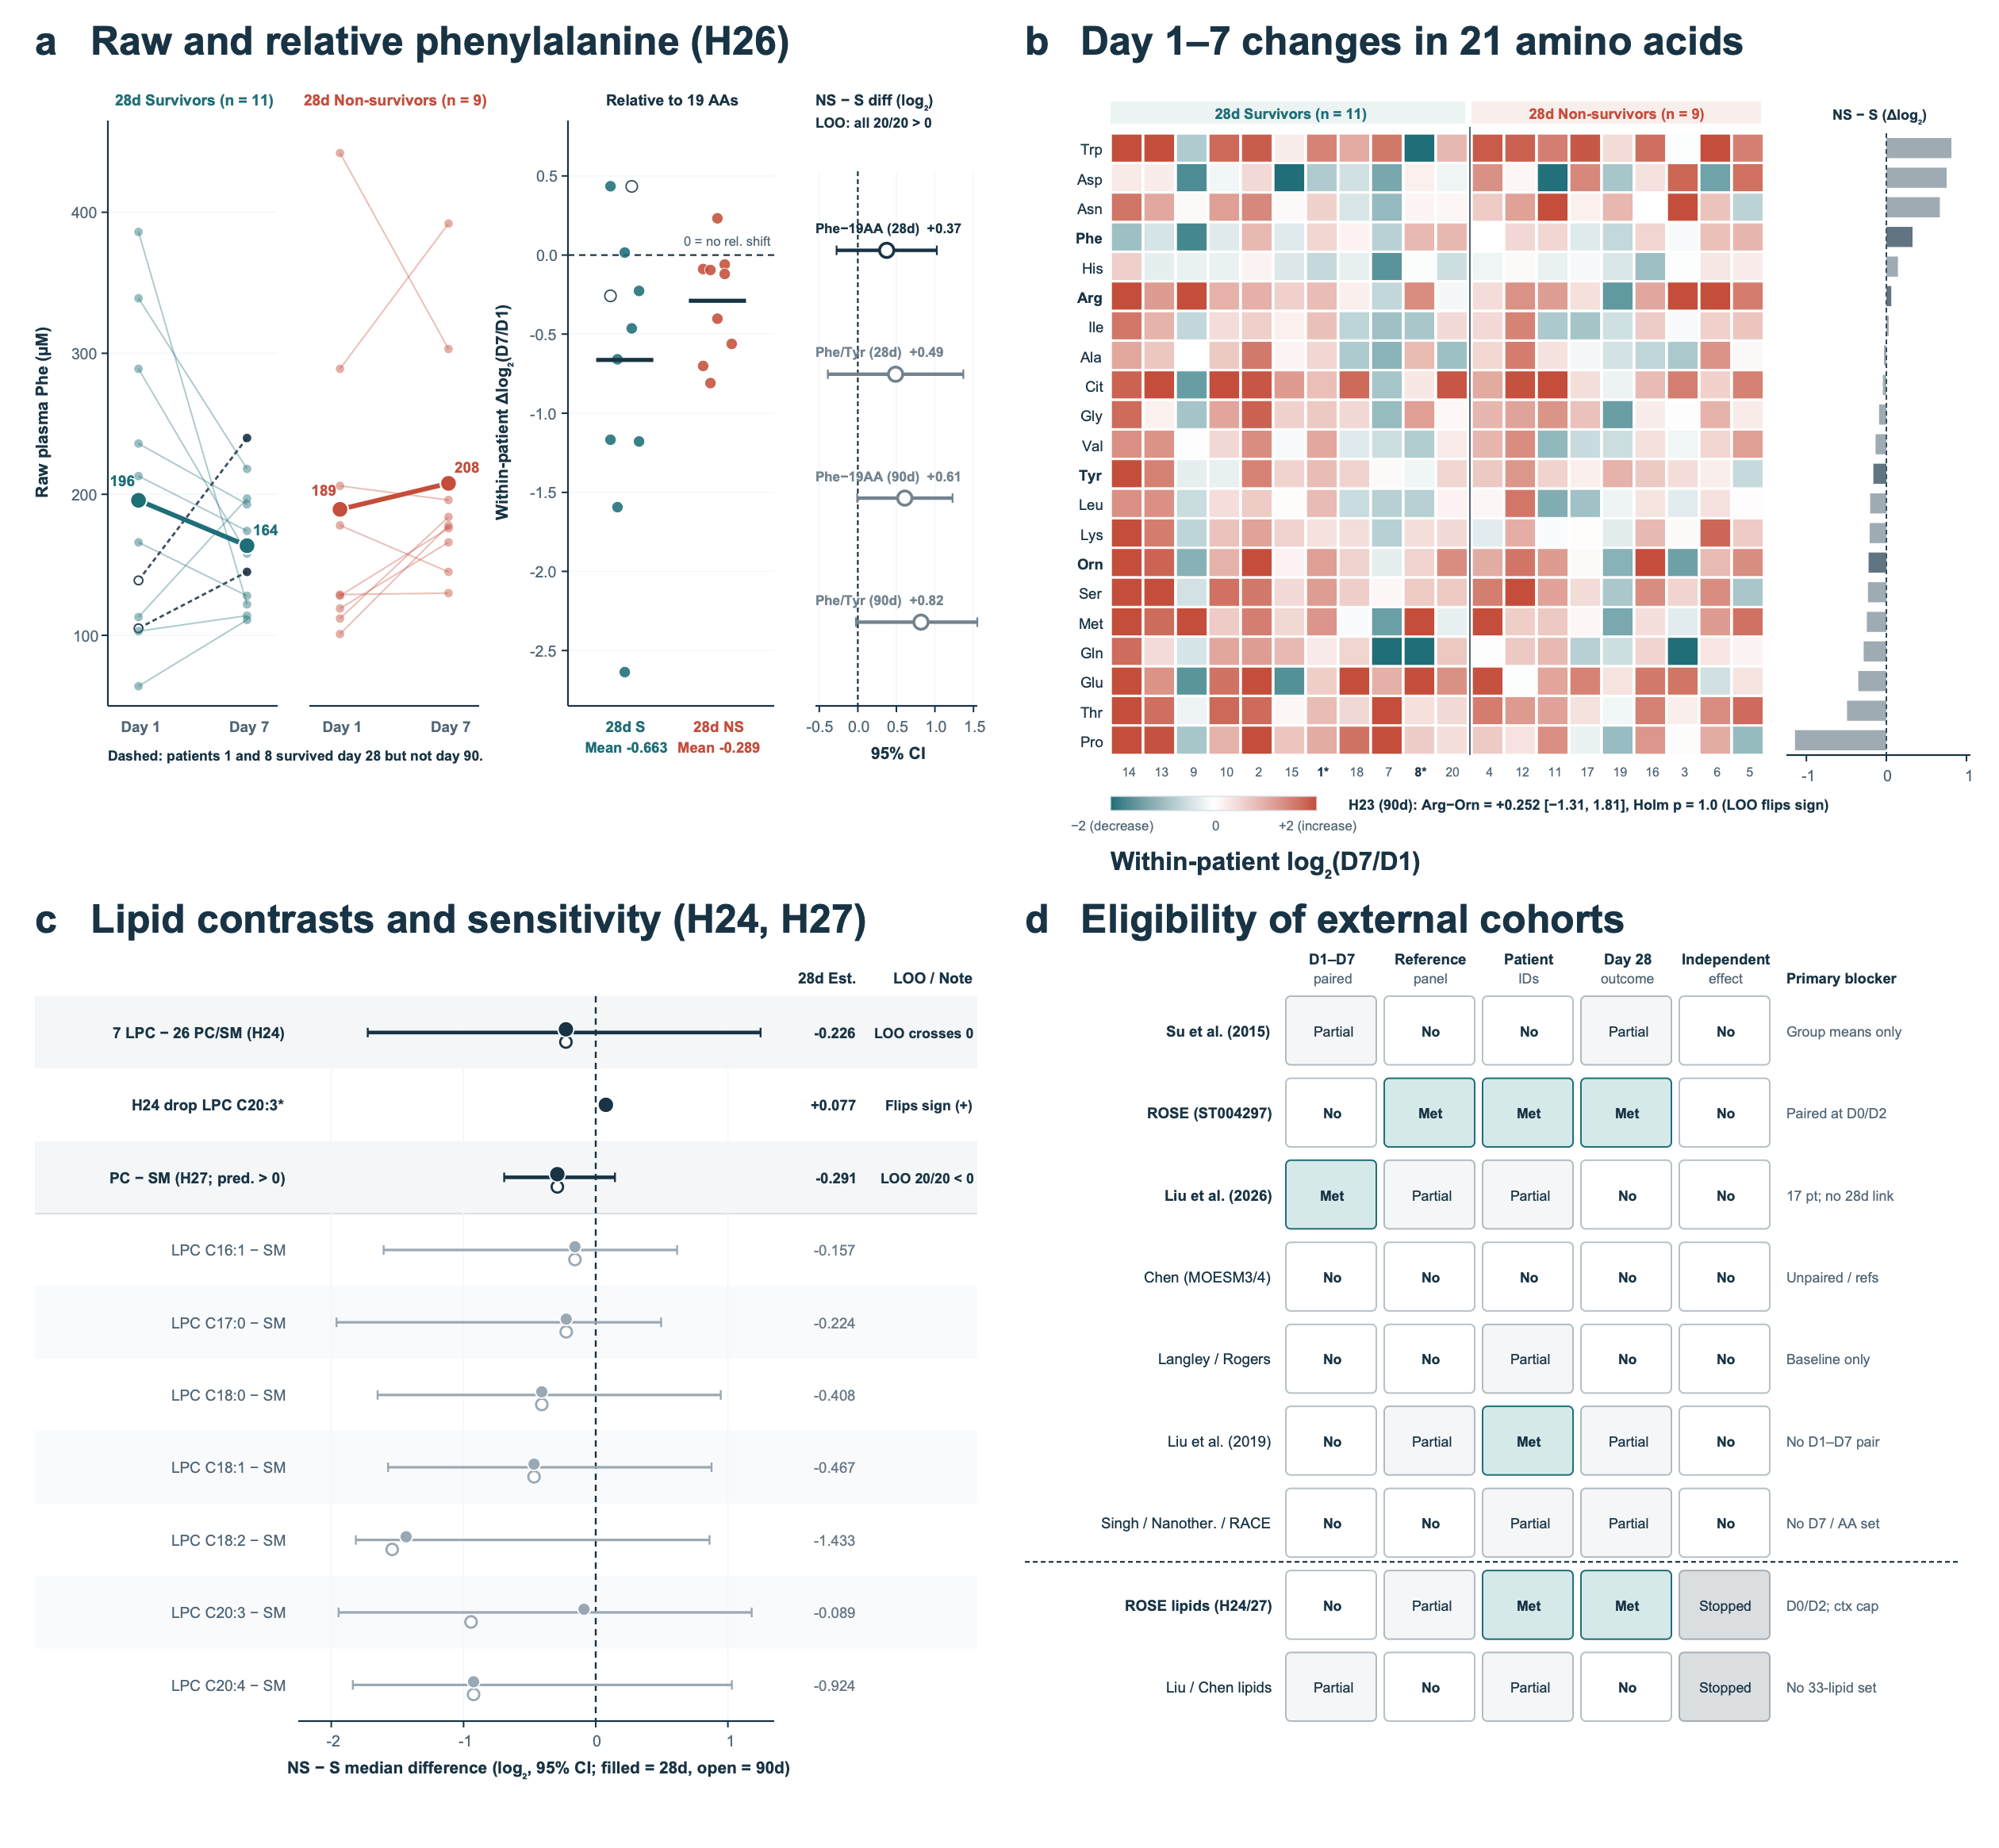 a Raw and relative phenylalanine (H26)
28d Survivors (n = 11)
28d Non-survivors (n = 9)
Relative to 19 AAs
NS − S diff (log2)
LOO: all 20/20 > 0
Raw plasma Phe (µM)
400
300
200
100
196
164
189
208
Day 1
Day 7
Day 1
Day 7
Dashed: patients 1 and 8 survived day 28 but not day 90.
Within-patient Δlog2(D7/D1)
0.5
0.0
-0.5
-1.0
-1.5
-2.0
-2.5
0 = no rel. shift
28d S
Mean -0.663
28d NS
Mean -0.289
Phe−19AA (28d) +0.37
Phe/Tyr (28d) +0.49
Phe−19AA (90d) +0.61
Phe/Tyr (90d) +0.82
-0.5 0.0 0.5 1.0 1.5
95% CI
b Day 1–7 changes in 21 amino acids
28d Survivors (n = 11)
28d Non-survivors (n = 9)
NS − S (Δlog2)
Trp
Asp
Asn
Phe
His
Arg
Ile
Ala
Cit
Gly
Val
Tyr
Leu
Lys
Orn
Ser
Met
Gln
Glu
Thr
Pro
14 13 9 10 2 15 1* 18 7 8* 20 4 12 11 17 19 16 3 6 5
-1 0 1
H23 (90d): Arg−Orn = +0.252 [−1.31, 1.81], Holm p = 1.0 (LOO flips sign)
−2 (decrease) 0 +2 (increase)
Within-patient log2(D7/D1)
c Lipid contrasts and sensitivity (H24, H27)
28d Est. LOO / Note
7 LPC − 26 PC/SM (H24) -0.226 LOO crosses 0
H24 drop LPC C20:3* +0.077 Flips sign (+)
PC − SM (H27; pred. > 0) -0.291 LOO 20/20 < 0
LPC C16:1 − SM -0.157
LPC C17:0 − SM -0.224
LPC C18:0 − SM -0.408
LPC C18:1 − SM -0.467
LPC C18:2 − SM -1.433
LPC C20:3 − SM -0.089
LPC C20:4 − SM -0.924
-2 -1 0 1
NS − S median difference (log2, 95% CI; filled = 28d, open = 90d)
d Eligibility of external cohorts
D1–D7 Reference Patient Day 28 Independent
paired panel IDs outcome effect Primary blocker
Su et al. (2015) Partial No No Partial No Group means only
ROSE (ST004297) No Met Met Met No Paired at D0/D2
Liu et al. (2026) Met Partial Partial No No 17 pt; no 28d link
Chen (MOESM3/4) No No No No No Unpaired / refs
Langley / Rogers No No Partial No No Baseline only
Liu et al. (2019) No Partial Met Partial No No D1–D7 pair
Singh / Nanother. / RACE No No Partial Partial No No D7 / AA set
ROSE lipids (H24/27) No Partial Met Met Stopped D0/D2; ctx cap
Liu / Chen lipids Partial No Partial No Stopped No 33-lipid set